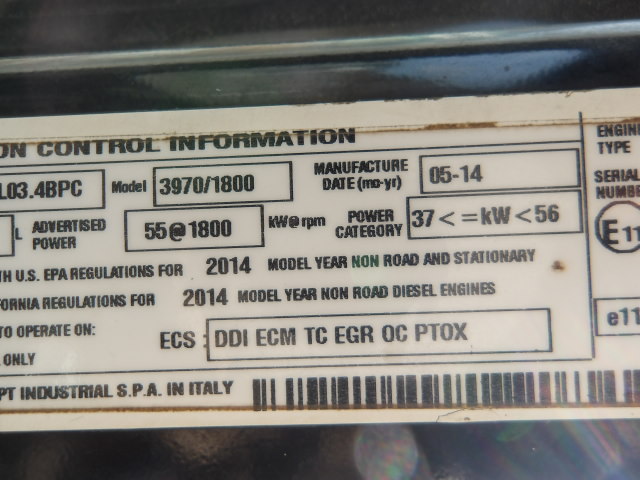 ON CONTROL INFORMATION
ENGINE TYPE
L03.4BPC Model 3970/1800 MANUFACTURE DATE (mo-yr) 05-14
SERIAL NUMBER
L ADVERTISED POWER 55@1800 kW@rpm POWER CATEGORY 37<=kW<56
E 11
TH U.S. EPA REGULATIONS FOR 2014 MODEL YEAR NON ROAD AND STATIONARY
IFORNIA REGULATIONS FOR 2014 MODEL YEAR NON ROAD DIESEL ENGINES
TO OPERATE ON: ECS : DDI ECM TC EGR OC PTOX
e11
ONLY
PT INDUSTRIAL S.P.A. IN ITALY